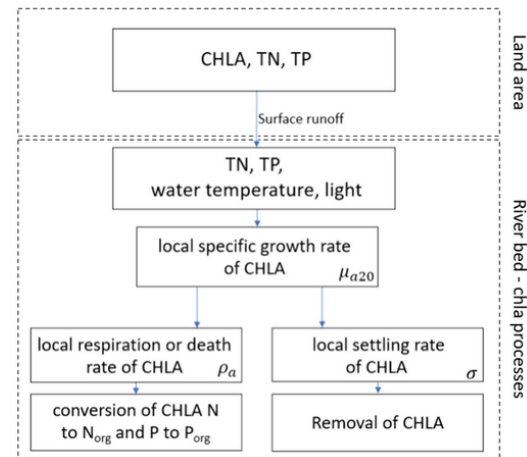 CHLA, TN, TP
Land area
Surface runoff
TN, TP,
water temperature, light
River bed - chla processes
local specific growth rate
of CHLA
μa20
local respiration or death
rate of CHLA
ρa
local settling rate
of CHLA
σ
conversion of CHLA N
to Norg and P to Porg
Removal of CHLA